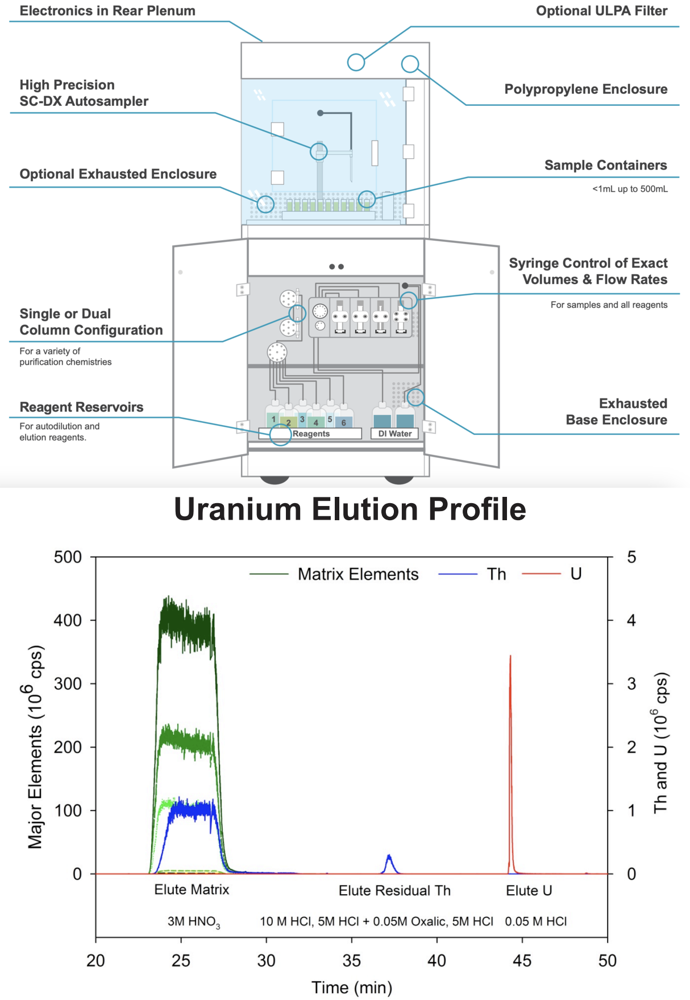 Electronics in Rear Plenum
Optional ULPA Filter
High Precision
SC-DX Autosampler
Polypropylene Enclosure
Optional Exhausted Enclosure
Sample Containers
<1mL up to 500mL
Syringe Control of Exact
Volumes & Flow Rates
For samples and all reagents
Single or Dual
Column Configuration
For a variety of
purification chemistries
Reagent Reservoirs
For autodilution and
elution reagents.
Exhausted
Base Enclosure
1 2 3 4 5 6
Reagents
DI Water
Uranium Elution Profile
Matrix Elements Th U
500
400
300
200
100
0
Major Elements (10⁶ cps)
5
4
3
2
1
0
Th and U (10⁶ cps)
Elute Matrix Elute Residual Th Elute U
3M HNO₃ 10 M HCl, 5M HCl + 0.05M Oxalic, 5M HCl 0.05 M HCl
20 25 30 35 40 45 50
Time (min)